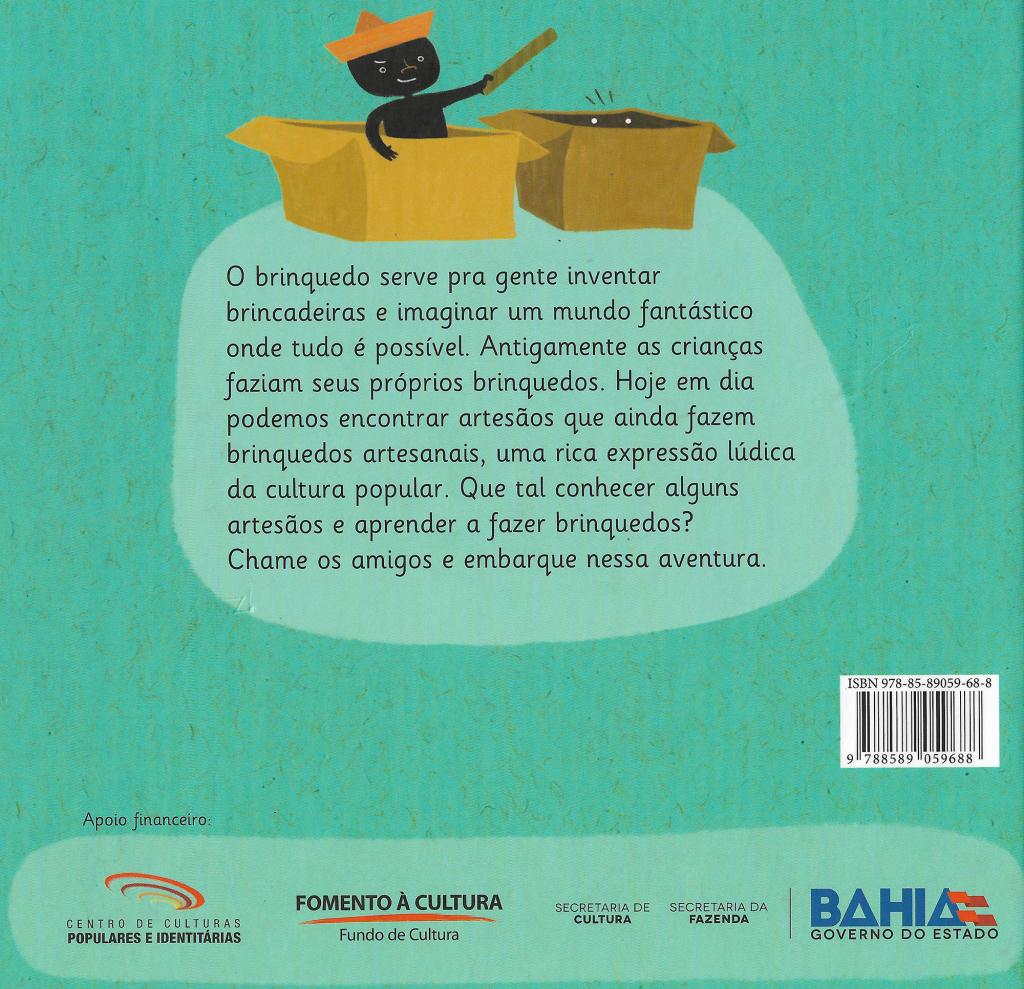 O brinquedo serve pra gente inventar
brincadeiras e imaginar um mundo fantástico
onde tudo é possível. Antigamente as crianças
faziam seus próprios brinquedos. Hoje em dia
podemos encontrar artesãos que ainda fazem
brinquedos artesanais, uma rica expressão lúdica
da cultura popular. Que tal conhecer alguns
artesãos e aprender a fazer brinquedos?
Chame os amigos e embarque nessa aventura.
ISBN 978-85-89059-68-8
9 788589 059688
Apoio financeiro:
CENTRO DE CULTURAS
POPULARES E IDENTITÁRIAS
FOMENTO À CULTURA
Fundo de Cultura
SECRETARIA DE
CULTURA
SECRETARIA DA
FAZENDA
BAHIA
GOVERNO DO ESTADO